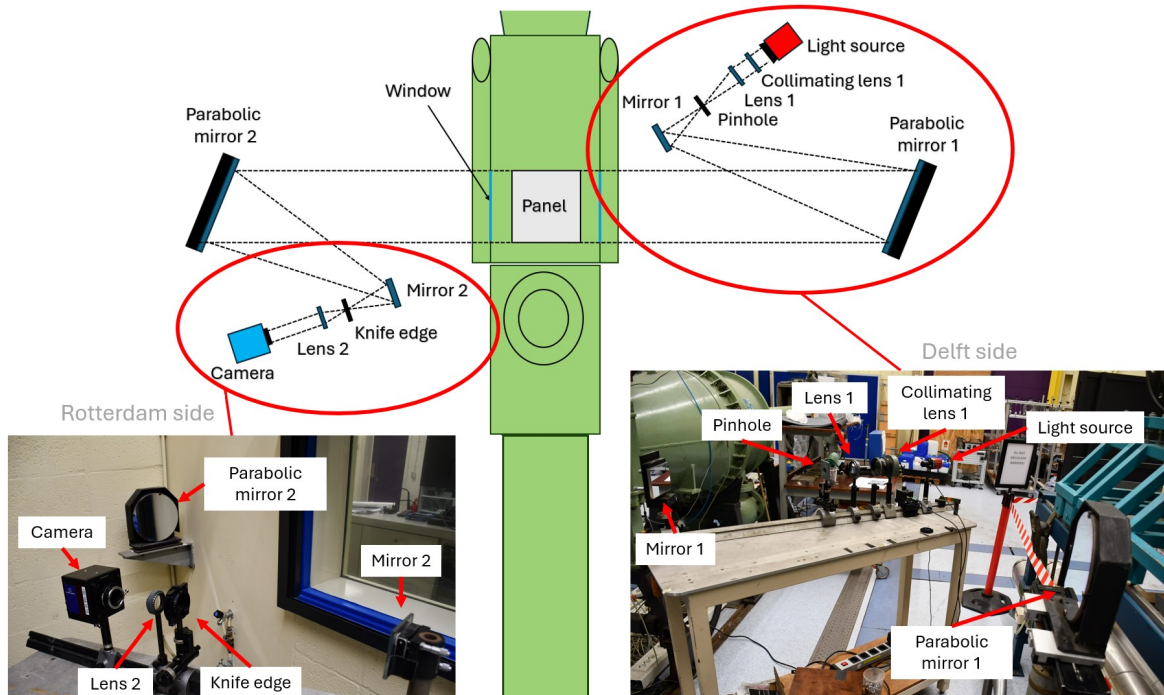 Light source
Collimating lens 1
Lens 1
Mirror 1
Pinhole
Window
Parabolic
mirror 2
Parabolic
mirror 1
Panel
Mirror 2
Knife edge
Lens 2
Camera
Rotterdam side
Delft side
Parabolic
mirror 2
Camera
Mirror 2
Lens 2
Knife edge
Lens 1
Collimating
lens 1
Pinhole
Light source
Mirror 1
Parabolic
mirror 1